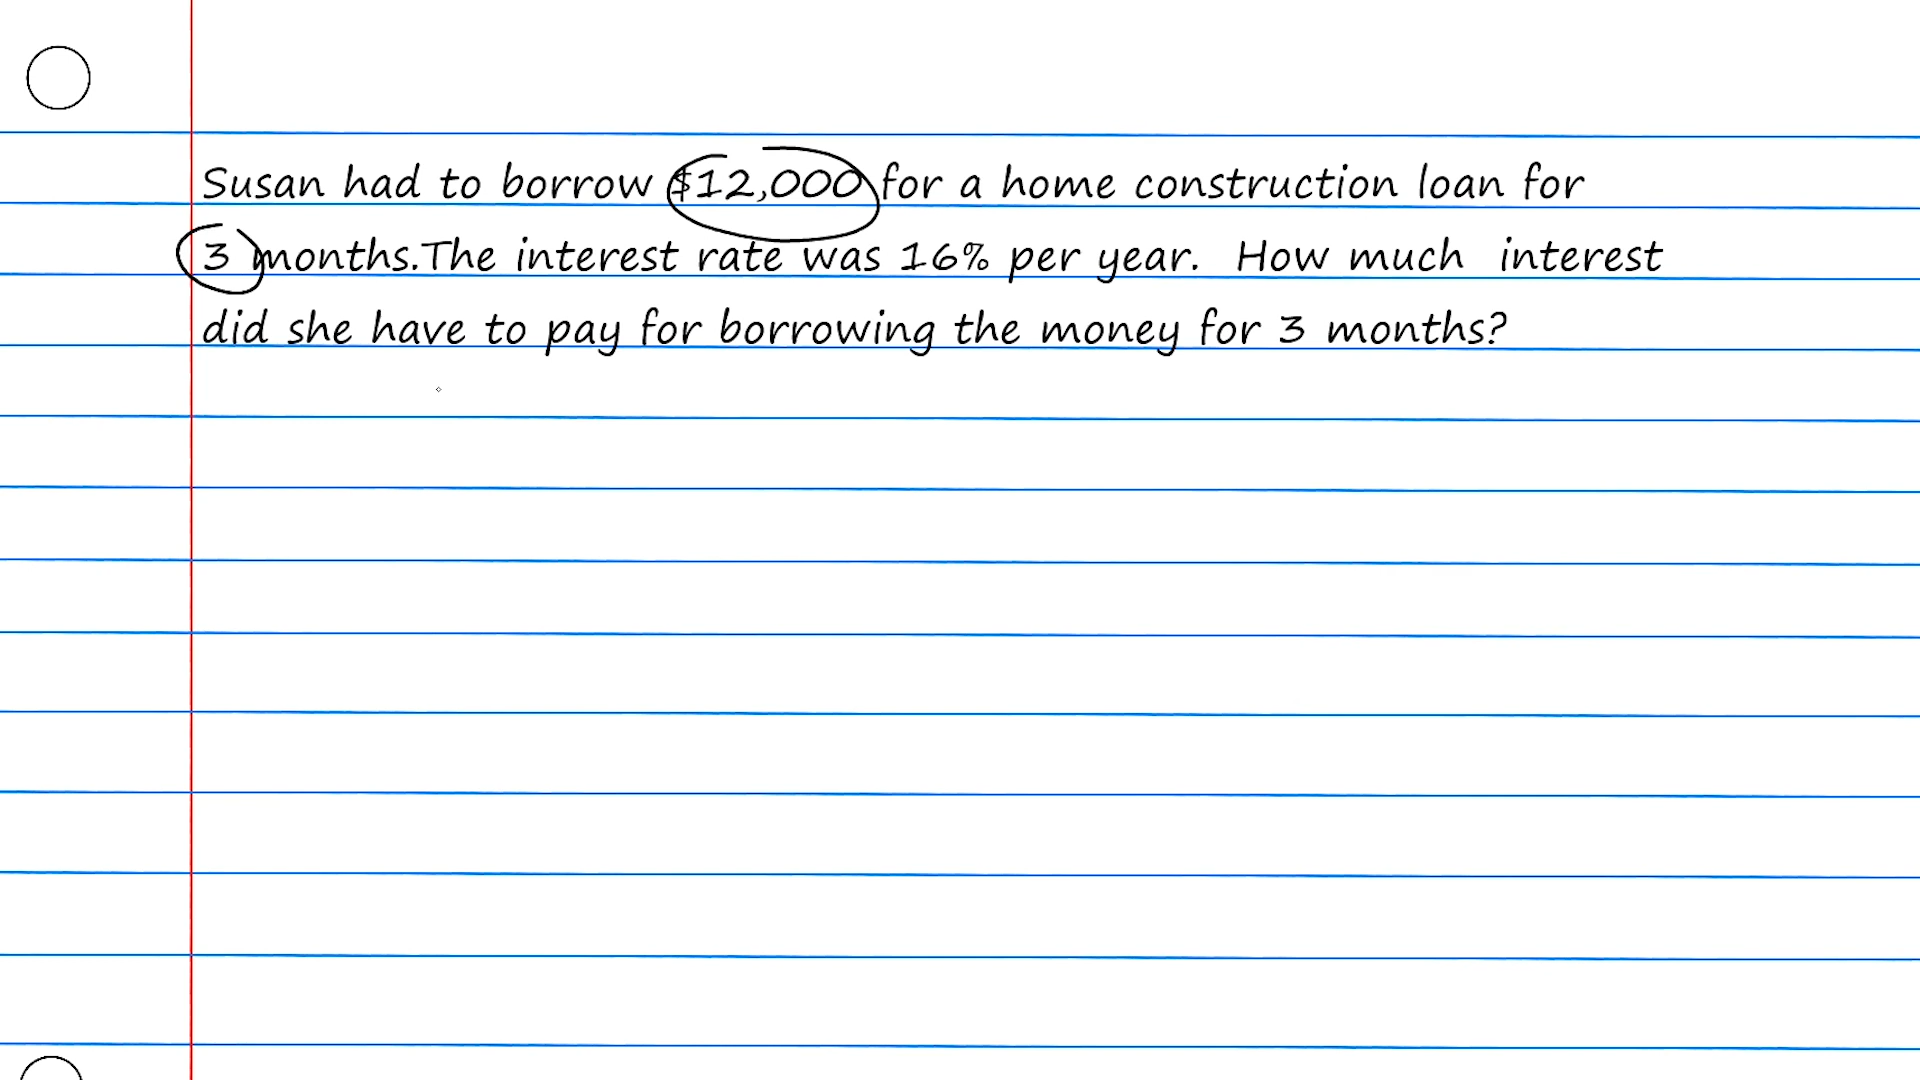 Susan had to borrow $12,000 for a home construction loan for
3 months.The interest rate was 16% per year. How much interest
did she have to pay for borrowing the money for 3 months?